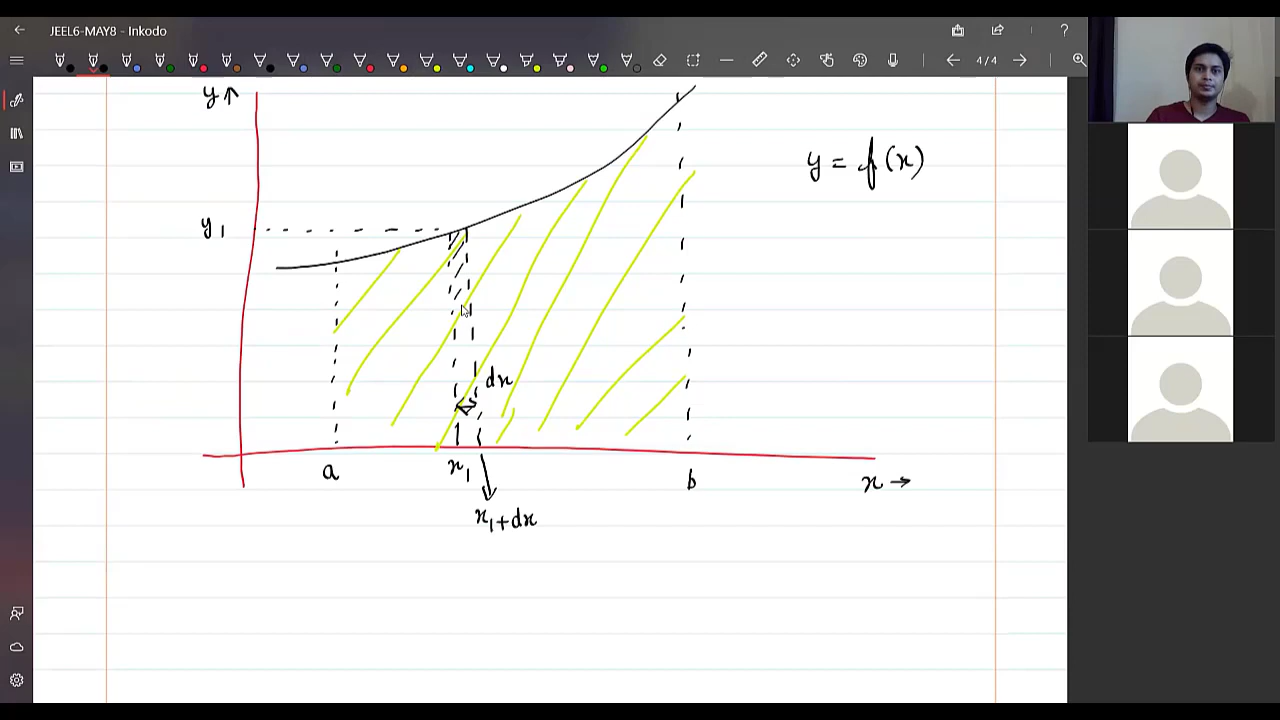 JEEL6-MAY8 - Inkodo
4/4
y ↑
y = f(x)
y₁
dx
a
x₁
b
x →
x₁+dx